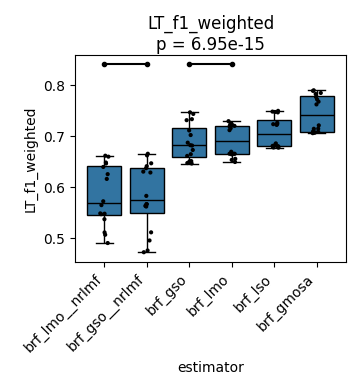 LT_f1_weighted
p = 6.95e-15
LT_f1_weighted
0.8
0.7
0.6
0.5
brf_lmo__nrlmf
brf_gso__nrlmf
brf_gso
brf_lmo
brf_lso
brf_gmosa
estimator